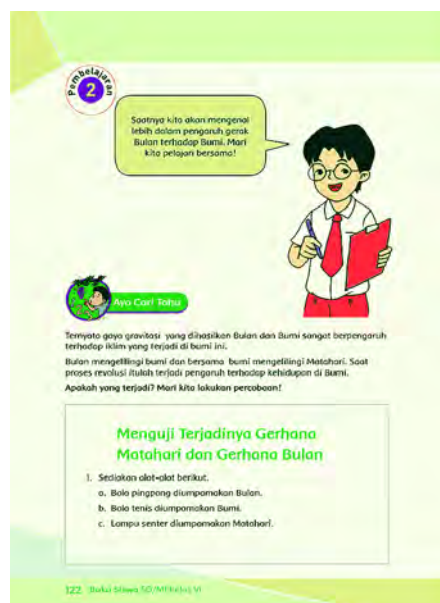 Pembelajaran
2
Saatnya kita akan mengenal
lebih dalam pengaruh gerak
Bulan terhadap Bumi. Mari
kita pelajari bersama!
Ayo Cari Tahu
Ternyata gaya gravitasi yang dihasilkan Bulan dan Bumi sangat berpengaruh
terhadap iklim yang terjadi di bumi ini.
Bulan mengelilingi bumi dan bersama bumi mengelilingi Matahari. Saat
proses revolusi itulah terjadi pengaruh terhadap kehidupan di Bumi.
Apakah yang terjadi? Mari kita lakukan percobaan!
Menguji Terjadinya Gerhana
Matahari dan Gerhana Bulan
1. Sediakan alat-alat berikut.
a. Bola pingpong diumpamakan Bulan.
b. Bola tenis diumpamakan Bumi.
c. Lampu senter diumpamakan Matahari.
122 Buku Siswa SD/MI Kelas VI